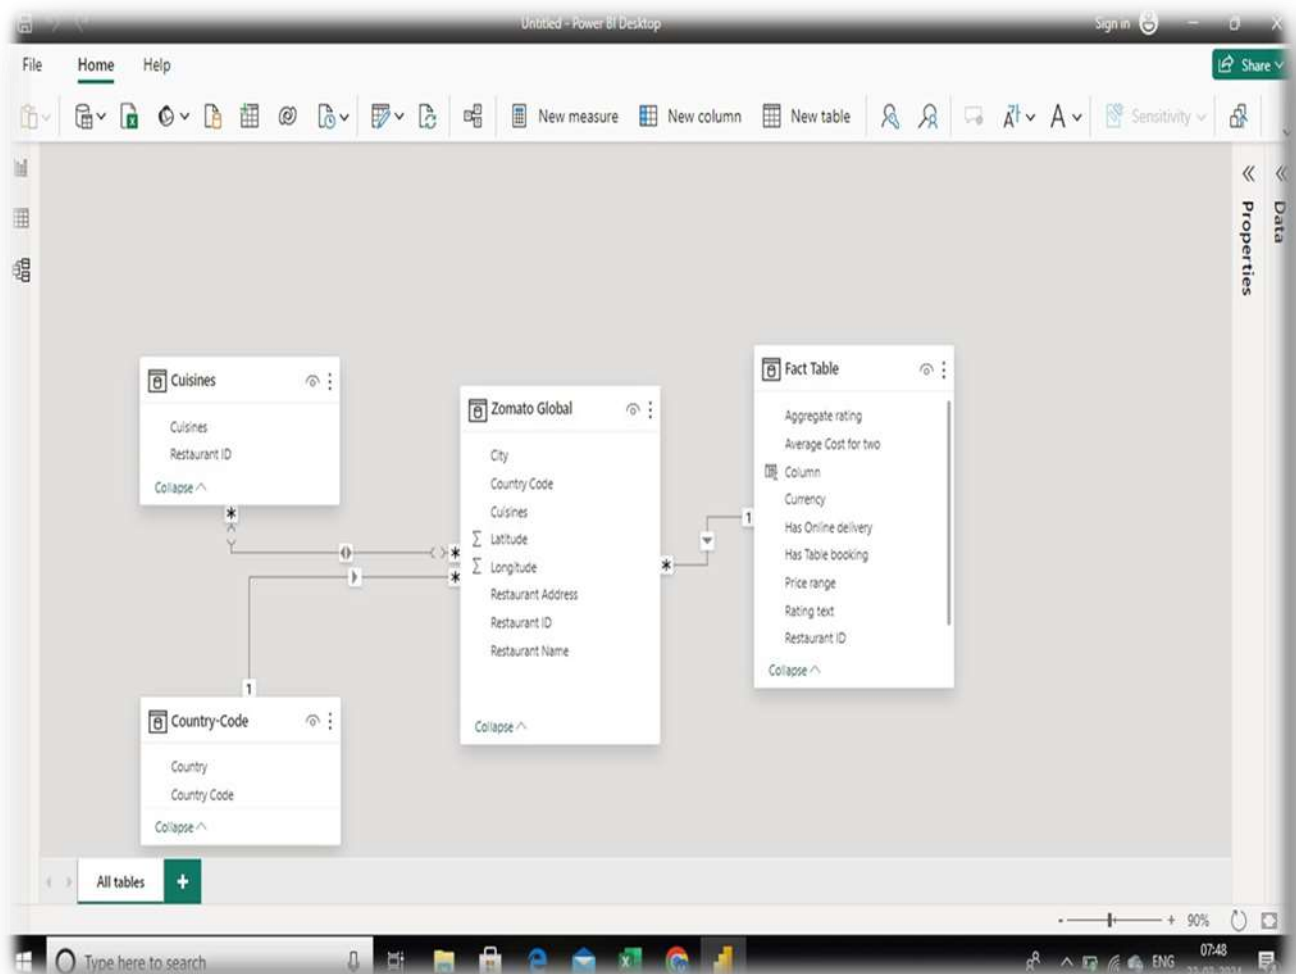 Untitled - Power BI Desktop
Sign in
File Home Help
Share
New measure New column New table
Sensitivity
Properties
Data
Cuisines
Cuisines
Restaurant ID
Collapse
*
*
*
1
Country-Code
Country
Country Code
Collapse
Zomato Global
City
Country Code
Cuisines
Σ Latitude
Σ Longitude
Restaurant Address
Restaurant ID
Restaurant Name
Collapse
*
1
Fact Table
Aggregate rating
Average Cost for two
Column
Currency
Has Online delivery
Has Table booking
Price range
Rating text
Restaurant ID
Collapse
All tables +
- + 90%
Type here to search
ENG
07:48